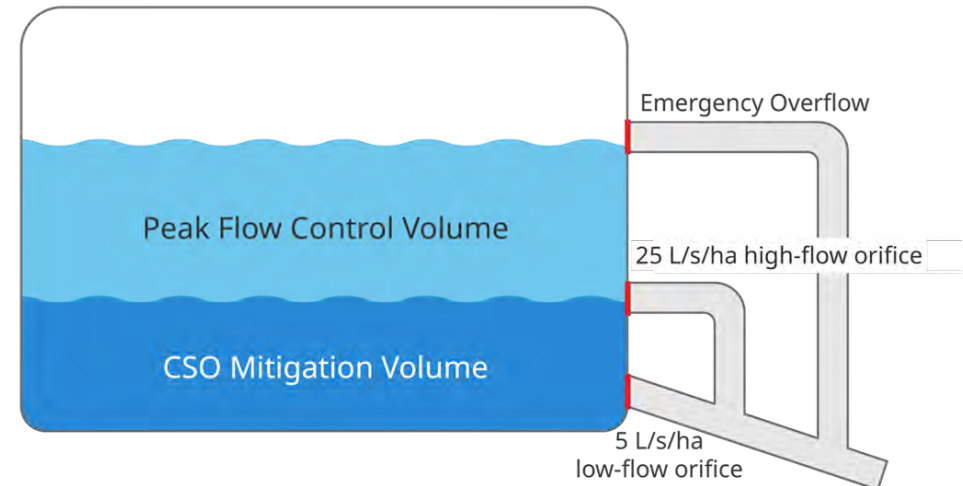 Emergency Overflow
Peak Flow Control Volume
25 L/s/ha high-flow orifice
CSO Mitigation Volume
5 L/s/ha
low-flow orifice